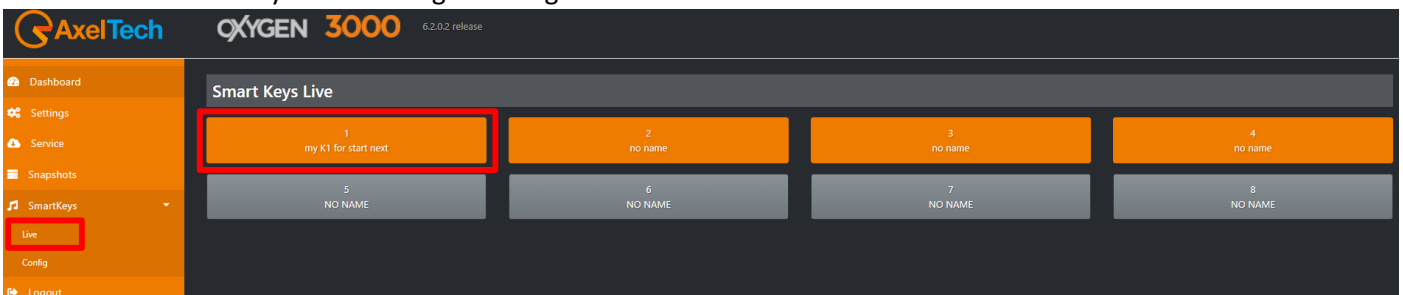 AxelTech
OXYGEN 3000 6.2.0.2 release
Dashboard
Settings
Service
Snapshots
SmartKeys
Live
Config
Logout
Smart Keys Live
1
my K1 for start next
2
no name
3
no name
4
no name
5
NO NAME
6
NO NAME
7
NO NAME
8
NO NAME